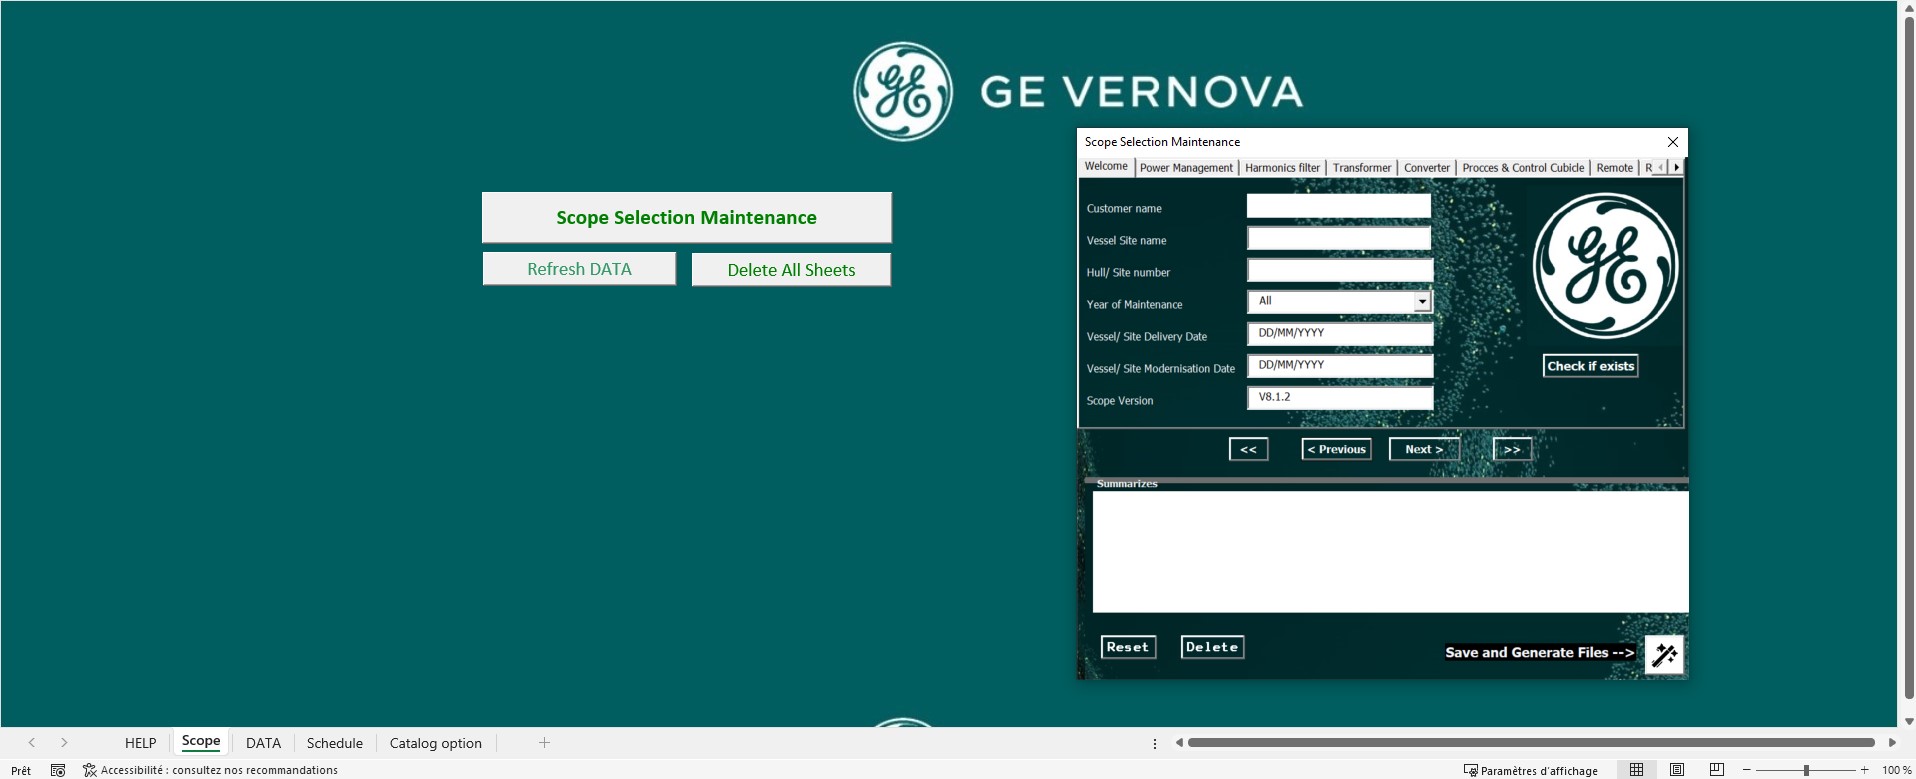 GE VERNOVA
Scope Selection Maintenance
Refresh DATA
Delete All Sheets
Scope Selection Maintenance
Welcome Power Management Harmonics filter Transformer Converter Procces & Control Cubicle Remote R
Customer name
Vessel Site name
Hull/ Site number
Year of Maintenance All
Vessel/ Site Delivery Date DD/MM/YYYY
Vessel/ Site Modernisation Date DD/MM/YYYY
Scope Version V8.1.2
Check if exists
<< < Previous Next > >>
Summarizes
Reset Delete Save and Generate Files -->
HELP Scope DATA Schedule Catalog option
Prêt Accessibilité : consultez nos recommandations Paramètres d'affichage 100 %